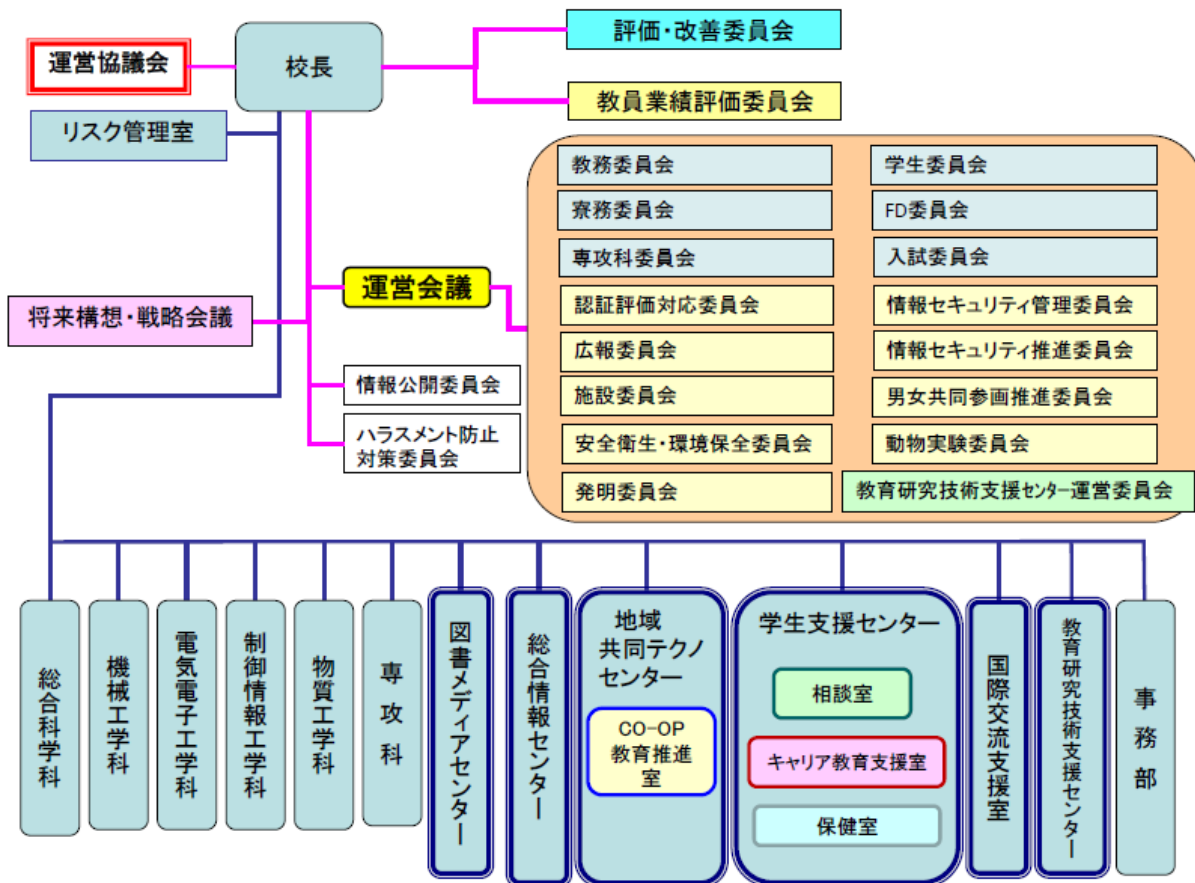 運営協議会
校長
評価・改善委員会
教員業績評価委員会
リスク管理室
教務委員会
学生委員会
寮務委員会
FD委員会
専攻科委員会
入試委員会
運営会議
認証評価対応委員会
情報セキュリティ管理委員会
将来構想・戦略会議
広報委員会
情報セキュリティ推進委員会
情報公開委員会
施設委員会
男女共同参画推進委員会
ハラスメント防止
対策委員会
安全衛生・環境保全委員会
動物実験委員会
発明委員会
教育研究技術支援センター運営委員会
総合科学科
機械工学科
電気電子工学科
制御情報工学科
物質工学科
専攻科
図書メディアセンター
総合情報センター
地域
共同テクノ
センター
CO-OP
教育推進
室
学生支援センター
相談室
キャリア教育支援室
保健室
国際交流支援室
教育研究技術支援センター
事務部